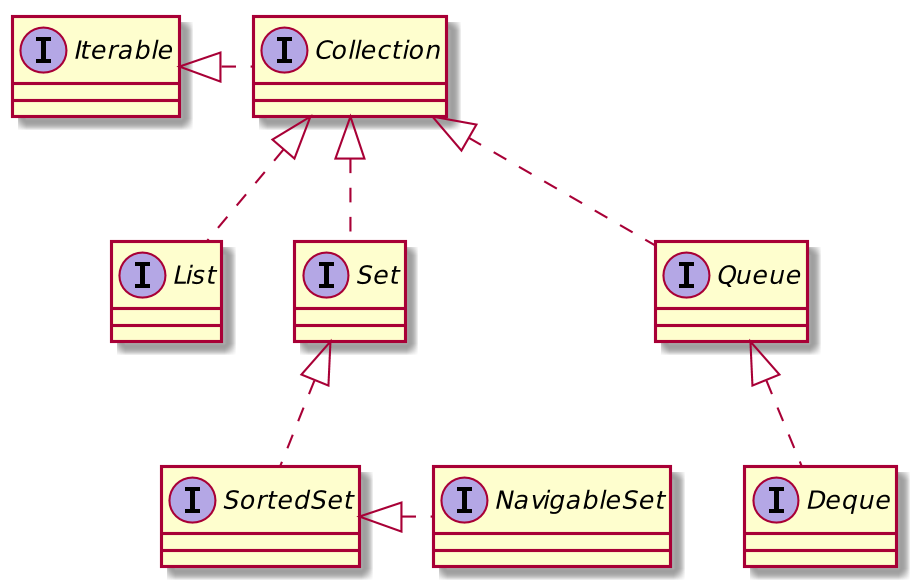 I Iterable
I Collection
I List
I Set
I Queue
I SortedSet
I NavigableSet
I Deque